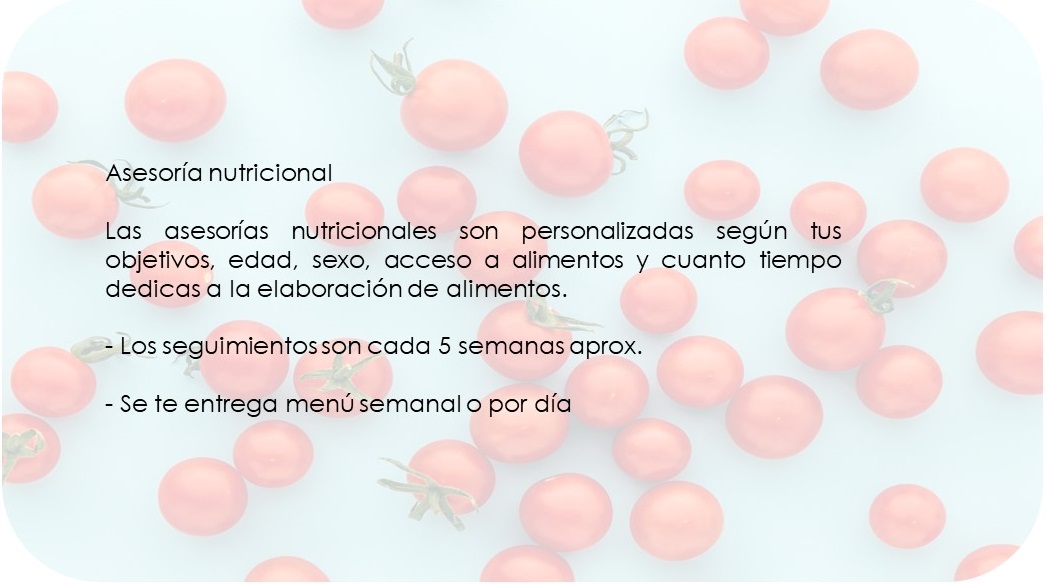 Asesoría nutricional
Las asesorías nutricionales son personalizadas según tus
objetivos, edad, sexo, acceso a alimentos y cuanto tiempo
dedicas a la elaboración de alimentos.
- Los seguimientos son cada 5 semanas aprox.
- Se te entrega menú semanal o por día